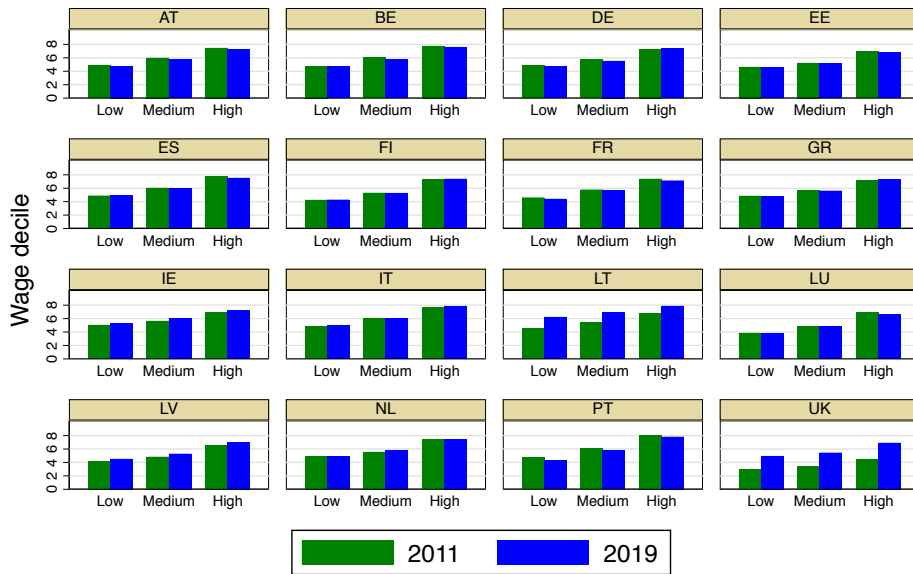 Wage decile
AT BE DE EE
0 2 4 6 8
Low Medium High Low Medium High Low Medium High Low Medium High
ES FI FR GR
0 2 4 6 8
Low Medium High Low Medium High Low Medium High Low Medium High
IE IT LT LU
0 2 4 6 8
Low Medium High Low Medium High Low Medium High Low Medium High
LV NL PT UK
0 2 4 6 8
Low Medium High Low Medium High Low Medium High Low Medium High
2011 2019